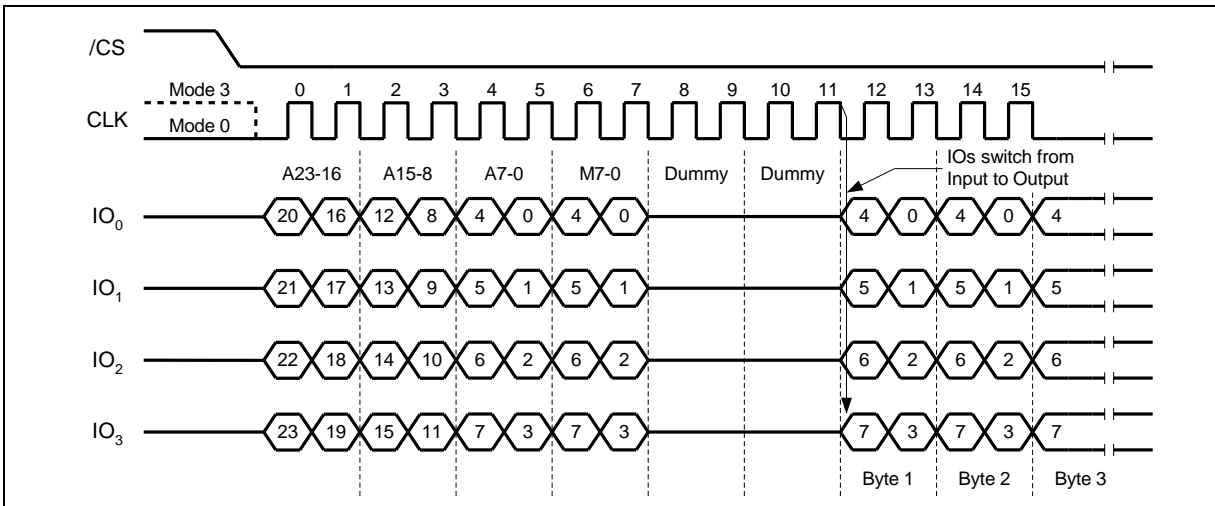 /CS
Mode 3 0 1 2 3 4 5 6 7 8 9 10 11 12 13 14 15
CLK Mode 0
A23-16 A15-8 A7-0 M7-0 Dummy Dummy
IOs switch from
Input to Output
IO0 20 16 12 8 4 0 4 0 4 0 4 0 4
IO1 21 17 13 9 5 1 5 1 5 1 5 1 5
IO2 22 18 14 10 6 2 6 2 6 2 6 2 6
IO3 23 19 15 11 7 3 7 3 7 3 7 3 7
Byte 1 Byte 2 Byte 3